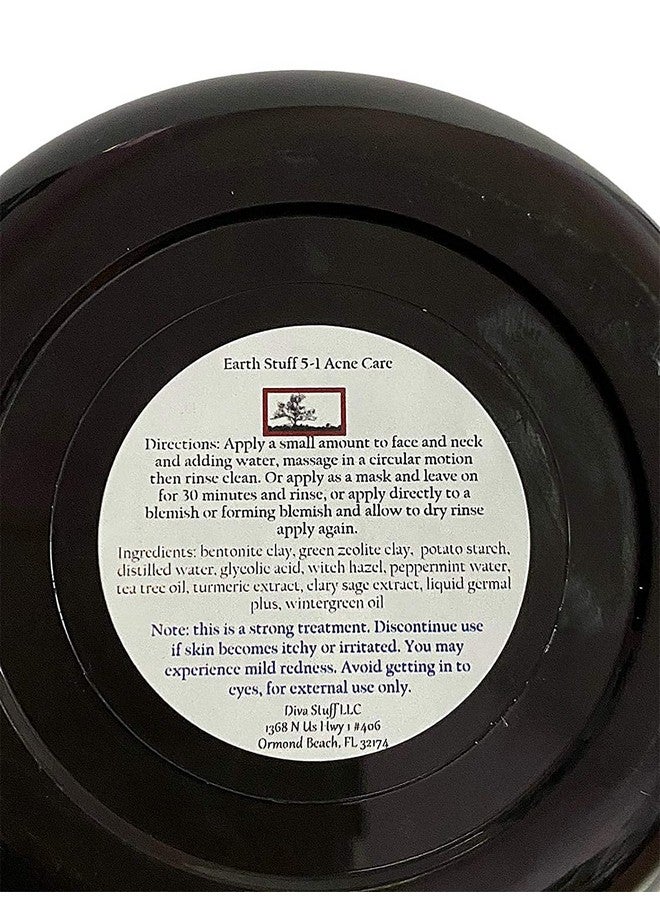 Earth Stuff 5-1 Acne Care
Directions: Apply a small amount to face and neck
and adding water, massage in a circular motion
then rinse clean. Or apply as a mask and leave on
for 30 minutes and rinse, or apply directly to a
blemish or forming blemish and allow to dry rinse
apply again.
Ingredients: bentonite clay, green zeolite clay, potato starch,
distilled water, glycolic acid, witch hazel, peppermint water,
tea tree oil, turmeric extract, clary sage extract, liquid germal
plus, wintergreen oil
Note: this is a strong treatment. Discontinue use
if skin becomes itchy or irritated. You may
experience mild redness. Avoid getting in to
eyes, for external use only.
Diva Stuff LLC
1368 N Us Hwy 1 #406
Ormond Beach, FL 32174